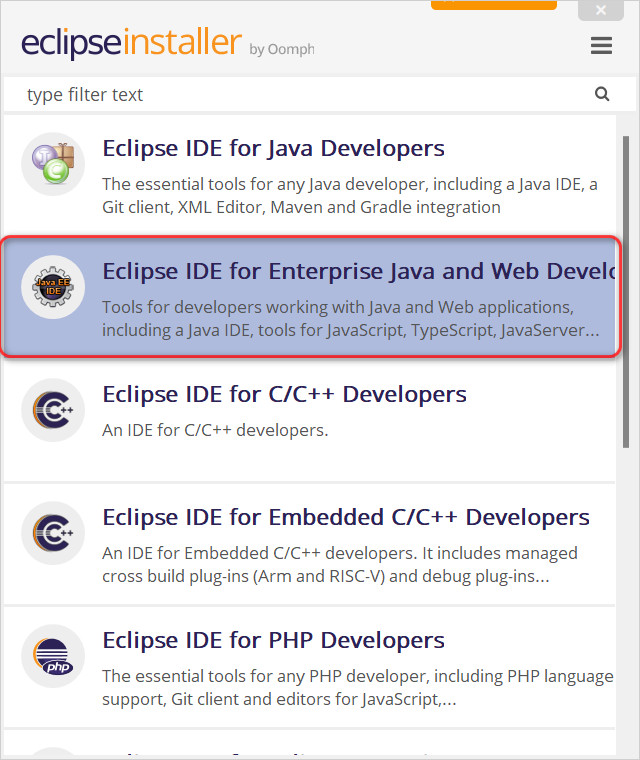 eclipseinstaller by Oomph
type filter text
Eclipse IDE for Java Developers
The essential tools for any Java developer, including a Java IDE, a
Git client, XML Editor, Maven and Gradle integration
Java EE
IDE
Eclipse IDE for Enterprise Java and Web Develo
Tools for developers working with Java and Web applications,
including a Java IDE, tools for JavaScript, TypeScript, JavaServer...
C++
Eclipse IDE for C/C++ Developers
An IDE for C/C++ developers.
C++
Eclipse IDE for Embedded C/C++ Developers
An IDE for Embedded C/C++ developers. It includes managed
cross build plug-ins (Arm and RISC-V) and debug plug-ins...
php
Eclipse IDE for PHP Developers
The essential tools for any PHP developer, including PHP language
support, Git client and editors for JavaScript,...